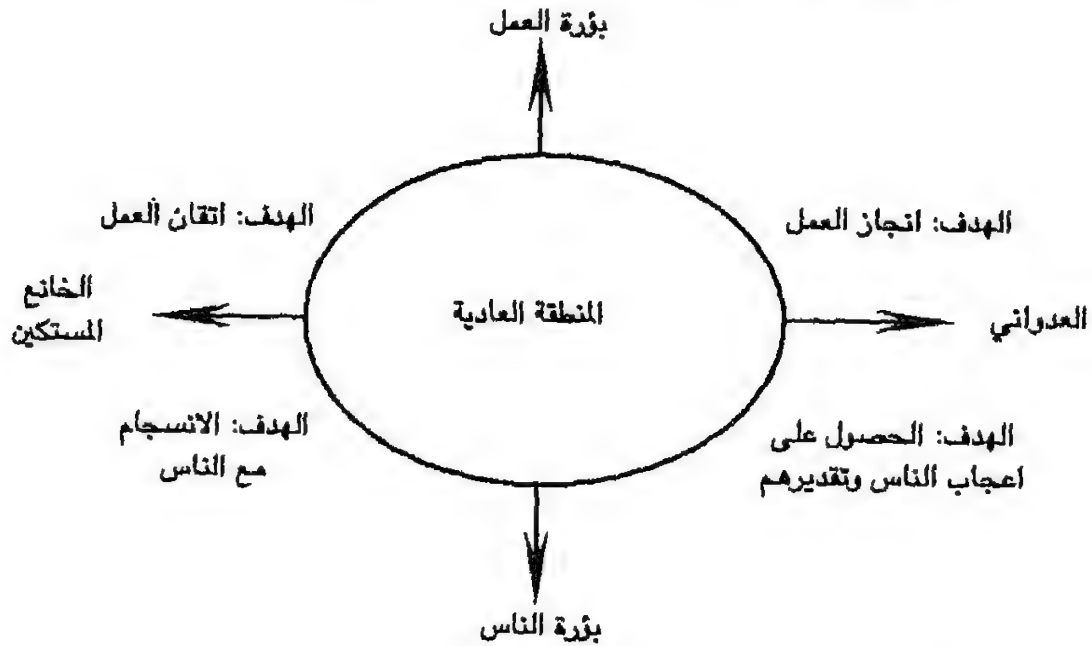 بؤرة العمل
الهدف: انجاز العمل
الهدف: اتقان العمل
العدواني
المنطقة العادية
الخانع
المستكين
الهدف: الحصول على
اعجاب الناس وتقديرهم
الهدف: الانسجام
مع الناس
بؤرة الناس